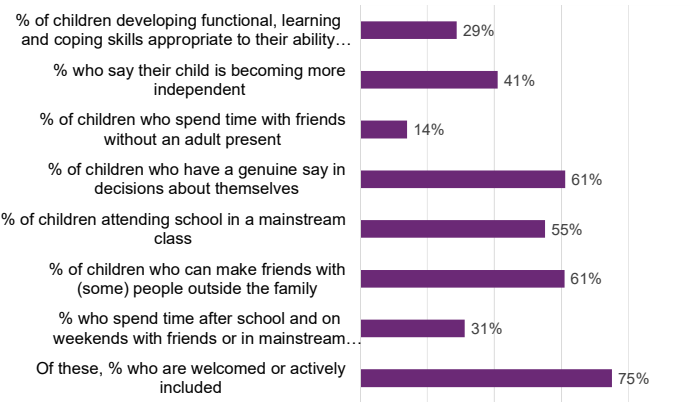 % of children developing functional, learning
and coping skills appropriate to their ability…
29%
% who say their child is becoming more
independent
41%
% of children who spend time with friends
without an adult present
14%
% of children who have a genuine say in
decisions about themselves
61%
% of children attending school in a mainstream
class
55%
% of children who can make friends with
(some) people outside the family
61%
% who spend time after school and on
weekends with friends or in mainstream…
31%
Of these, % who are welcomed or actively
included
75%